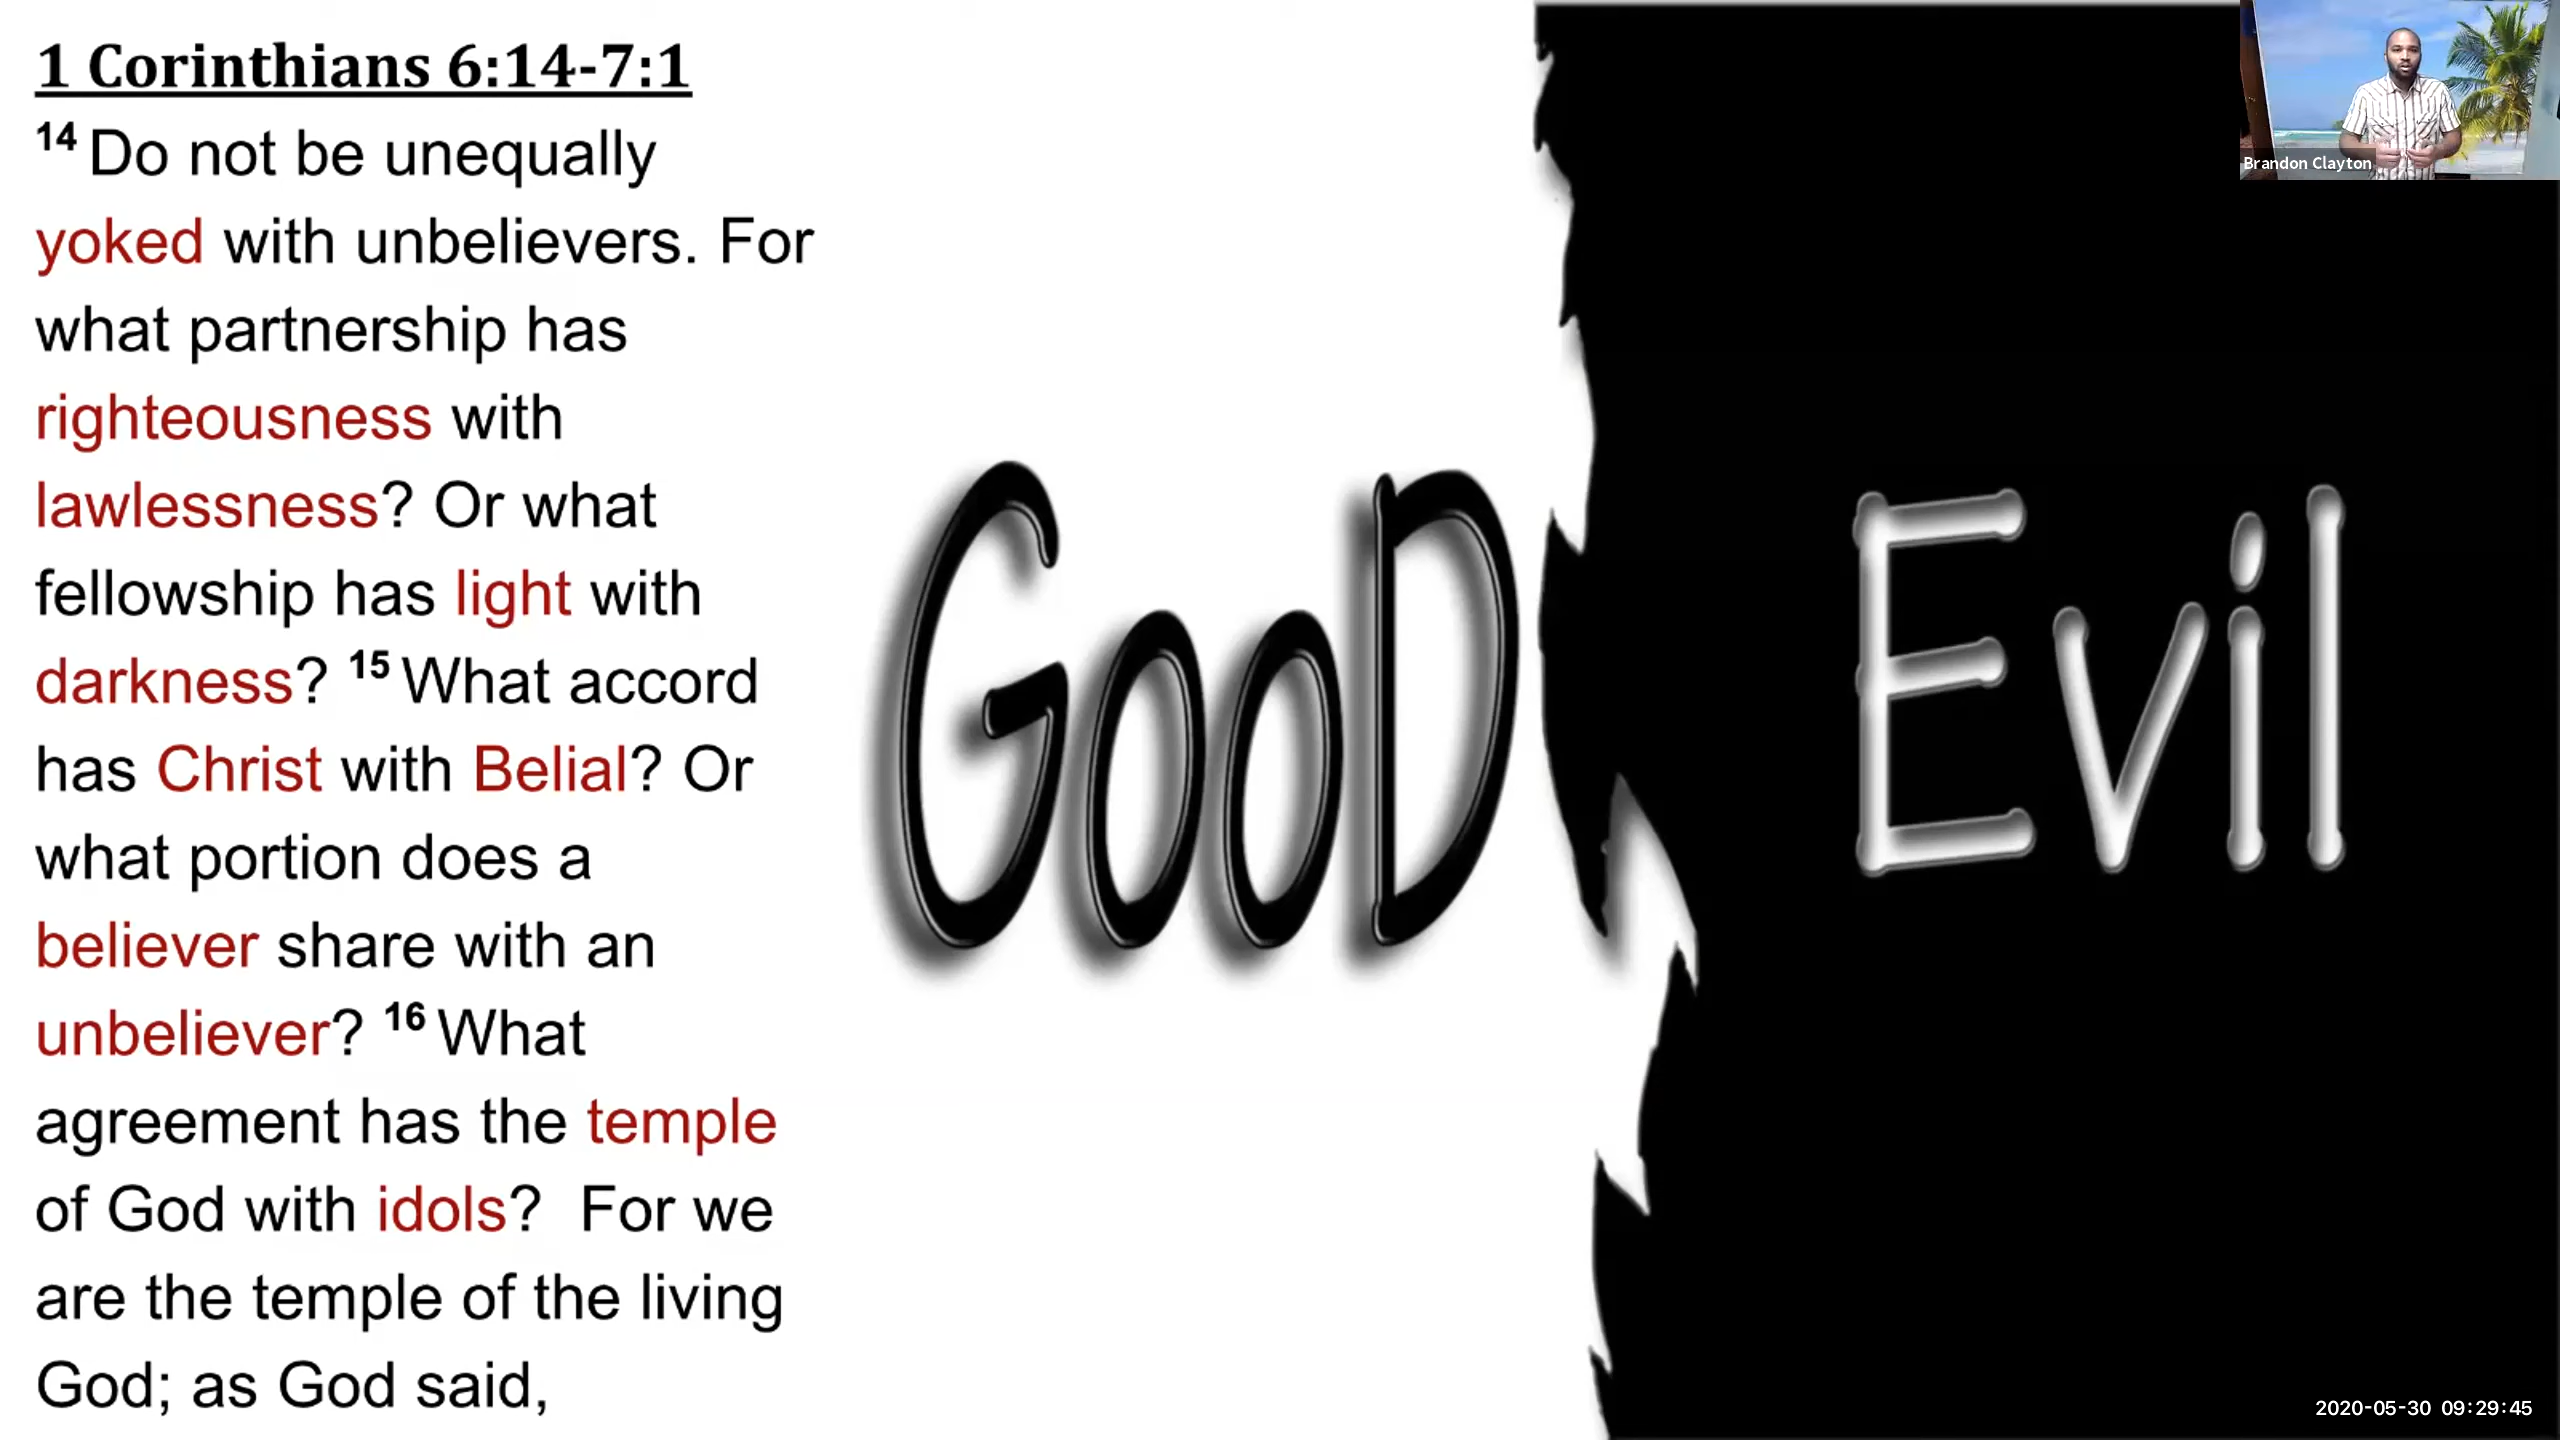 1 Corinthians 6:14-7:1
14 Do not be unequally
yoked with unbelievers. For
what partnership has
righteousness with
lawlessness? Or what
fellowship has light with
darkness? 15 What accord
has Christ with Belial? Or
what portion does a
believer share with an
unbeliever? 16 What
agreement has the temple
of God with idols?  For we
are the temple of the living
God; as God said,
GooD
Evil
Brandon Clayton
2020-05-30 09:29:45